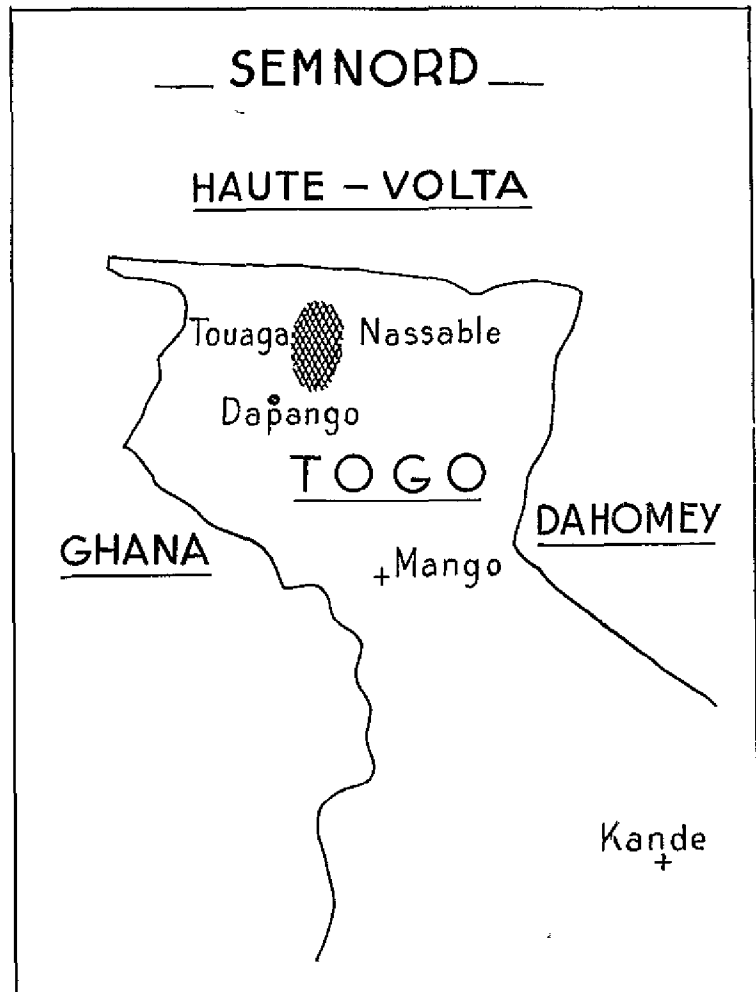 SEMNORD
HAUTE - VOLTA
Touaga Nassable
Dapango
TOGO
DAHOMEY
GHANA
Mango
Kande